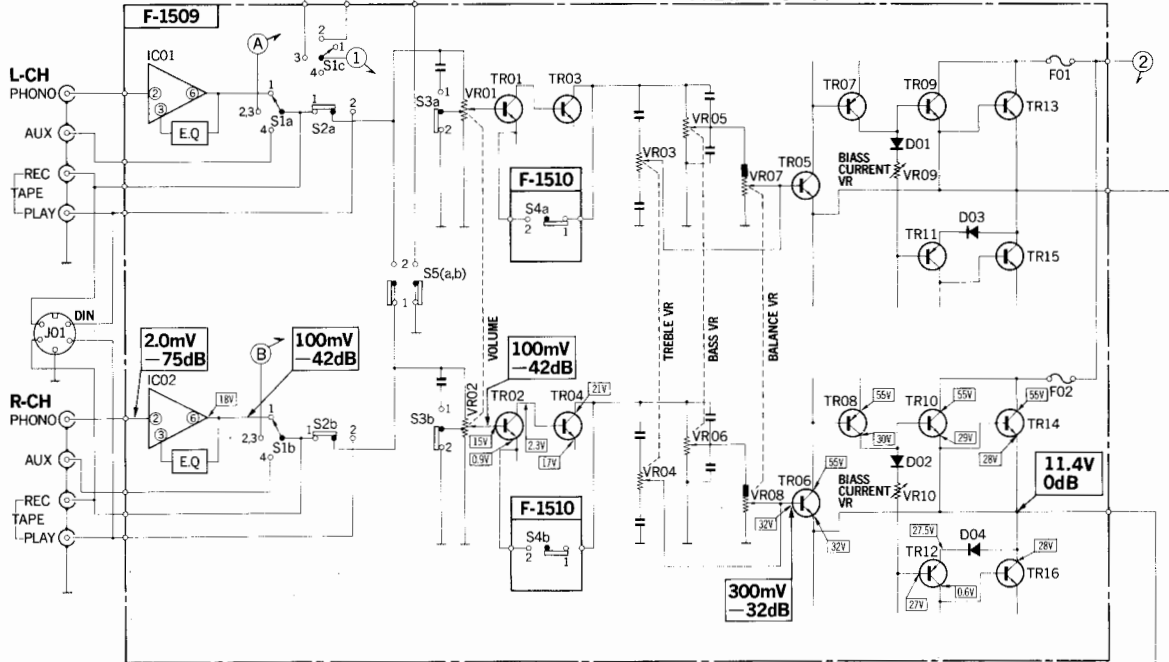 F-1509
L-CH
PHONO
AUX
REC
TAPE
PLAY
IC01
2
6
3
E.Q
A
1
2,3
4
S1a
2
3
1
4
S1c
1
1
S2a
2
S3a
1
2
VR01
TR01
TR03
F-1510
S4a
2
1
VR03
VR05
VR07
TR05
TR07
TR09
TR13
F01
2
D01
BIASS
CURRENT
VR
VR09
TR11
D03
TR15
2
S5(a,b)
1
VOLUME
TREBLE VR
BASS VR
BALANCE VR
DIN
J01
2.0mV
−75dB
100mV
−42dB
100mV
−42dB
R-CH
PHONO
AUX
REC
TAPE
PLAY
IC02
2
6
3
E.Q
18V
B
1
2,3
4
S1b
1
S2b
2
S3b
1
2
VR02
TR02
15V
0.9V
2.3V
TR04
21V
17V
F-1510
S4b
2
1
VR04
VR06
VR08
TR06
55V
32V
32V
300mV
−32dB
TR08
55V
30V
TR10
55V
29V
F02
55V
TR14
28V
D02
BIASS
CURRENT
VR
VR10
11.4V
0dB
27.5V
D04
TR12
27V
0.6V
28V
TR16